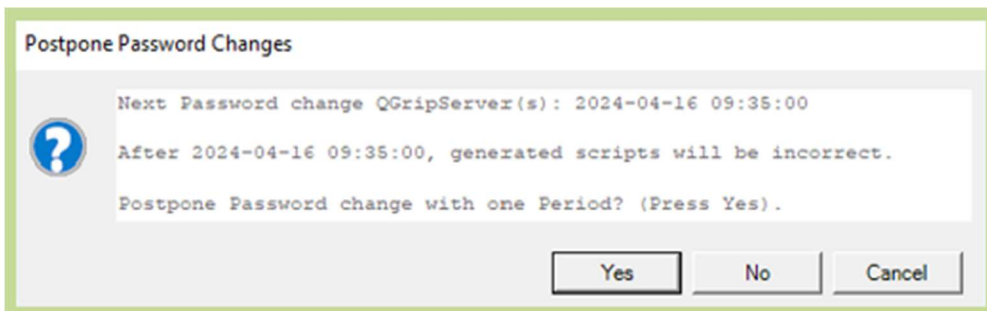 Postpone Password Changes
Next Password change QGripServer(s): 2024-04-16 09:35:00
After 2024-04-16 09:35:00, generated scripts will be incorrect.
Postpone Password change with one Period? (Press Yes).
Yes No Cancel